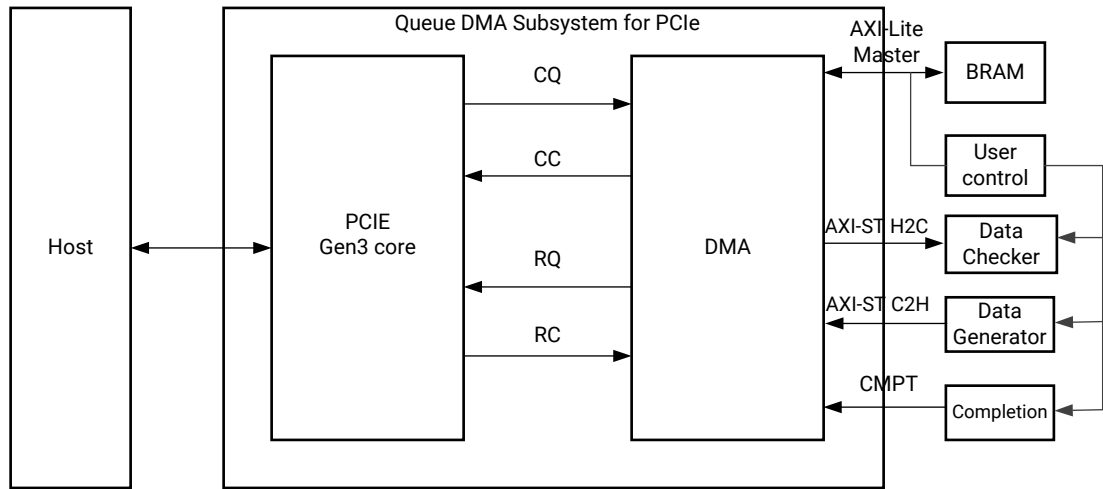 Queue DMA Subsystem for PCIe
Host
PCIE
Gen3 core
CQ
CC
RQ
RC
DMA
AXI-Lite
Master
AXI-ST H2C
AXI-ST C2H
CMPT
BRAM
User
control
Data
Checker
Data
Generator
Completion